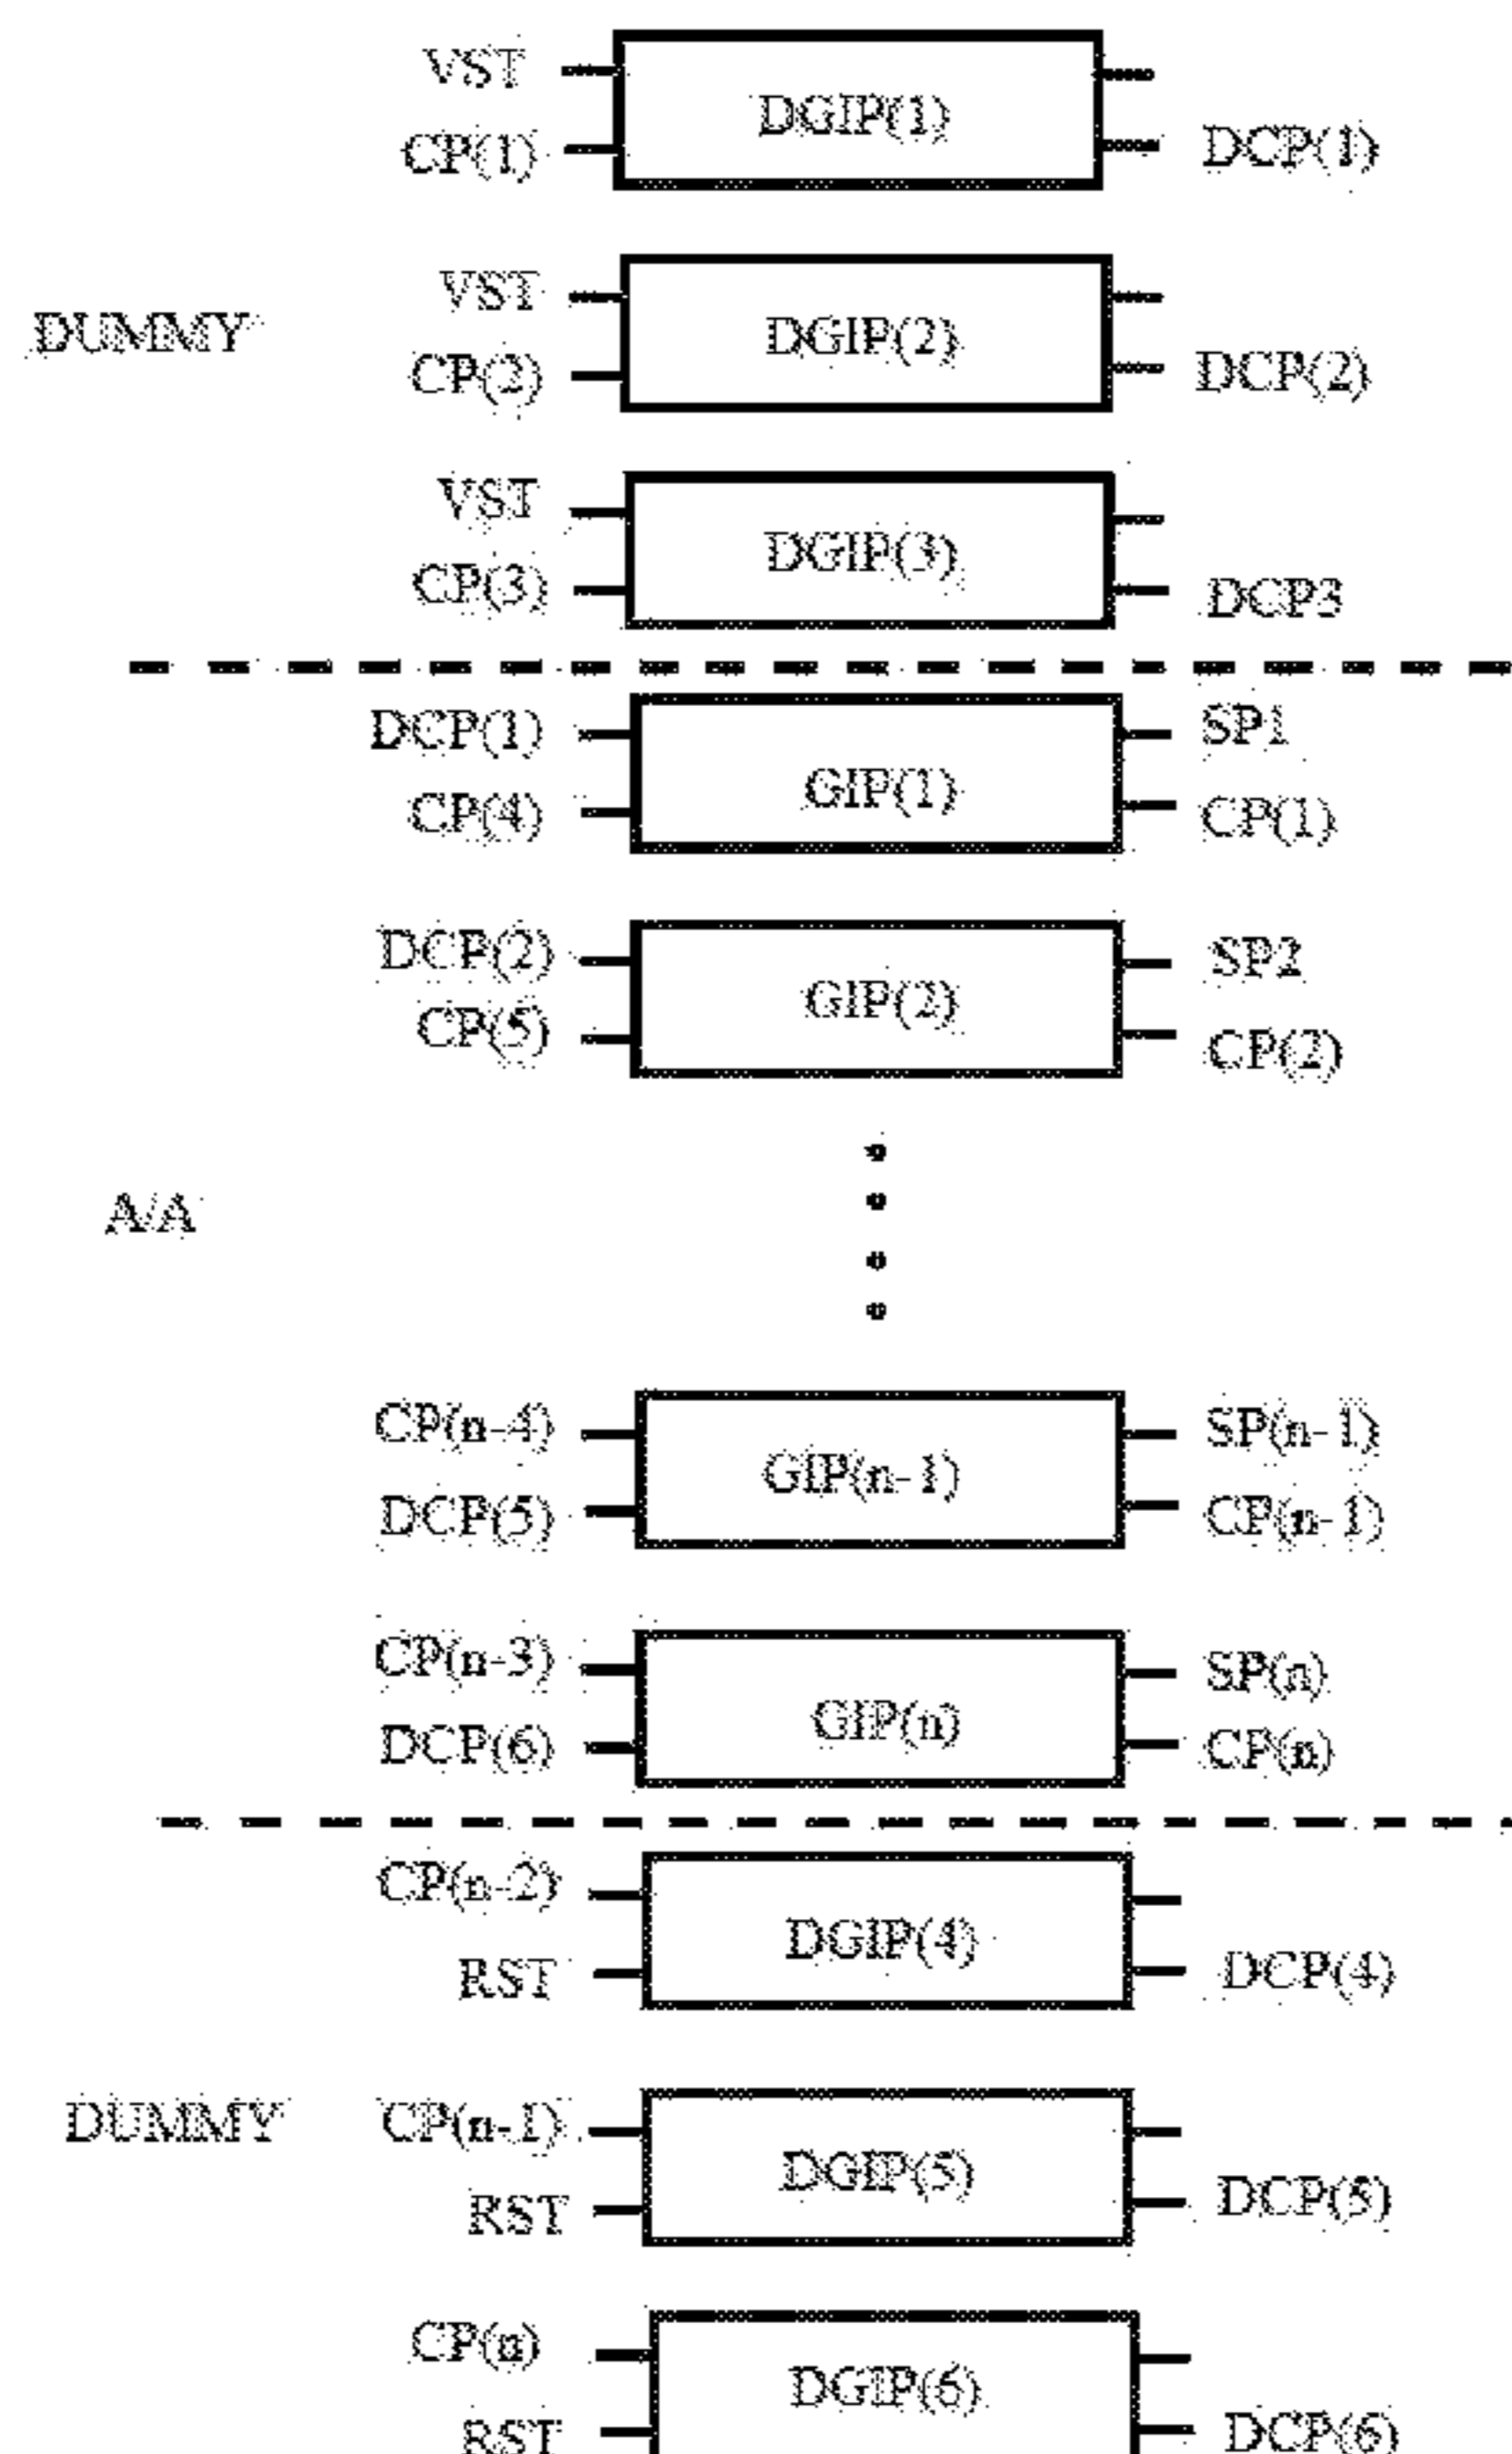 VST
DGIP(1)
CP(1)
DCP(1)
VST
DUMMY
DGIP(2)
CP(2)
DCP(2)
VST
DGIP(3)
CP(3)
DCP3
DCP(1)
SP1
GIP(1)
CP(4)
CP(1)
DCP(2)
SP2
GIP(2)
CP(5)
CP(2)
A/A
CP(n-4)
SP(n-1)
GIP(n-1)
DCP(5)
CP(n-1)
CP(n-3)
SP(n)
GIP(n)
DCP(6)
CP(n)
CP(n-2)
DGIP(4)
RST
DCP(4)
DUMMY
CP(n-1)
DGIP(5)
RST
DCP(5)
CP(n)
DGIP(6)
RST
DCP(6)